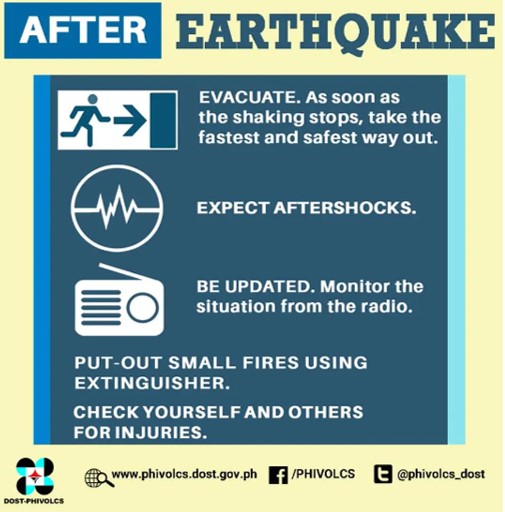 AFTER EARTHQUAKE
EVACUATE. As soon as
the shaking stops, take the
fastest and safest way out.
EXPECT AFTERSHOCKS.
BE UPDATED. Monitor the
situation from the radio.
PUT-OUT SMALL FIRES USING
EXTINGUISHER.
CHECK YOURSELF AND OTHERS
FOR INJURIES.
DOST-PHIVOLCS
www.phivolcs.dost.gov.ph
/PHIVOLCS
@phivolcs_dost